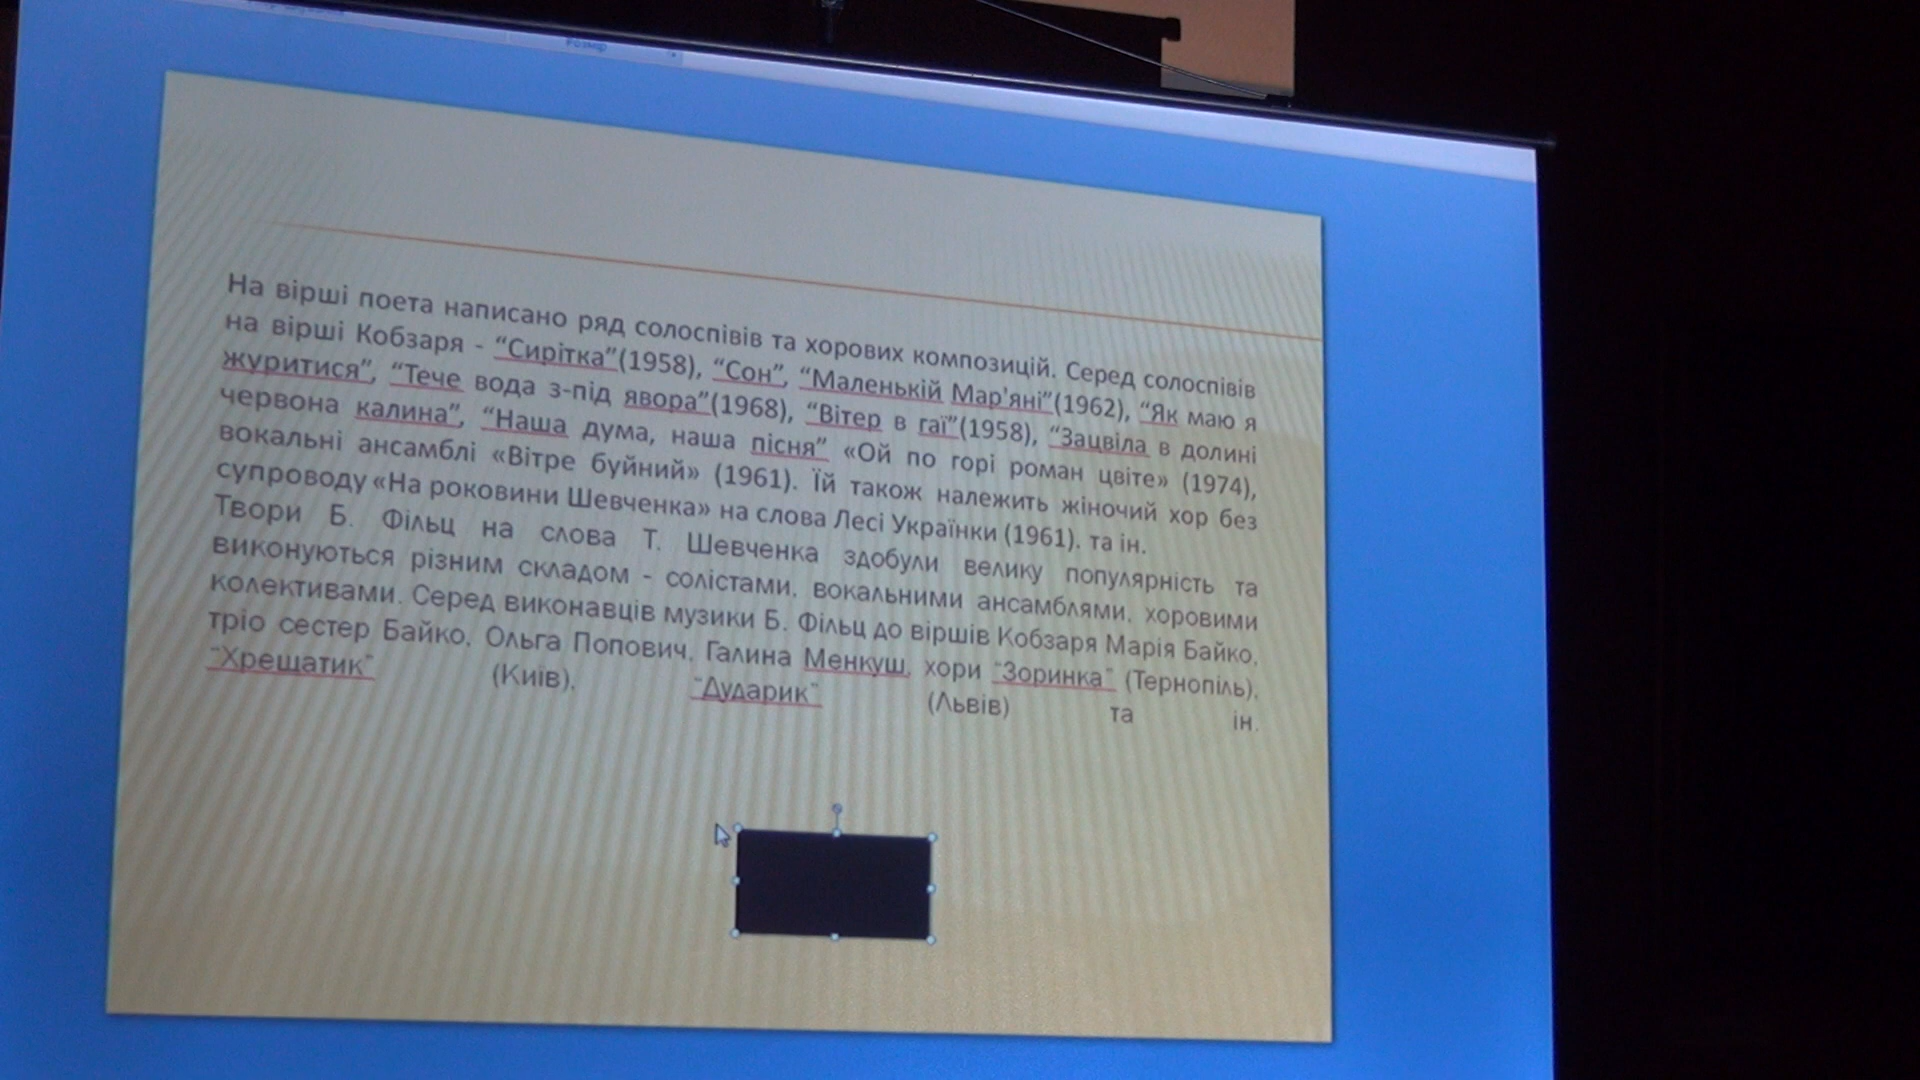 Розмір
На вірші поета написано ряд солоспівів та хорових композицій. Серед солоспівів
на вірші Кобзаря - “Сирітка”(1958), “Сон”, “Маленькій Мар'яні”(1962), “Як маю я
журитися”, “Тече вода з-під явора”(1968), “Вітер в гаї”(1958), “Зацвіла в долині
червона калина”, “Наша дума, наша пісня” «Ой по горі роман цвіте» (1974),
вокальні ансамблі «Вітре буйний» (1961). Їй також належить жіночий хор без
супроводу «На роковини Шевченка» на слова Лесі Українки (1961). та ін.
Твори Б. Фільц на слова Т. Шевченка здобули велику популярність та
виконуються різним складом - солістами, вокальними ансамблями, хоровими
колективами. Серед виконавців музики Б. Фільц до віршів Кобзаря Марія Байко,
тріо сестер Байко, Ольга Попович, Галина Менкуш, хори “Зоринка” (Тернопіль),
“Хрещатик” (Київ), “Дударик” (Львів) та ін.